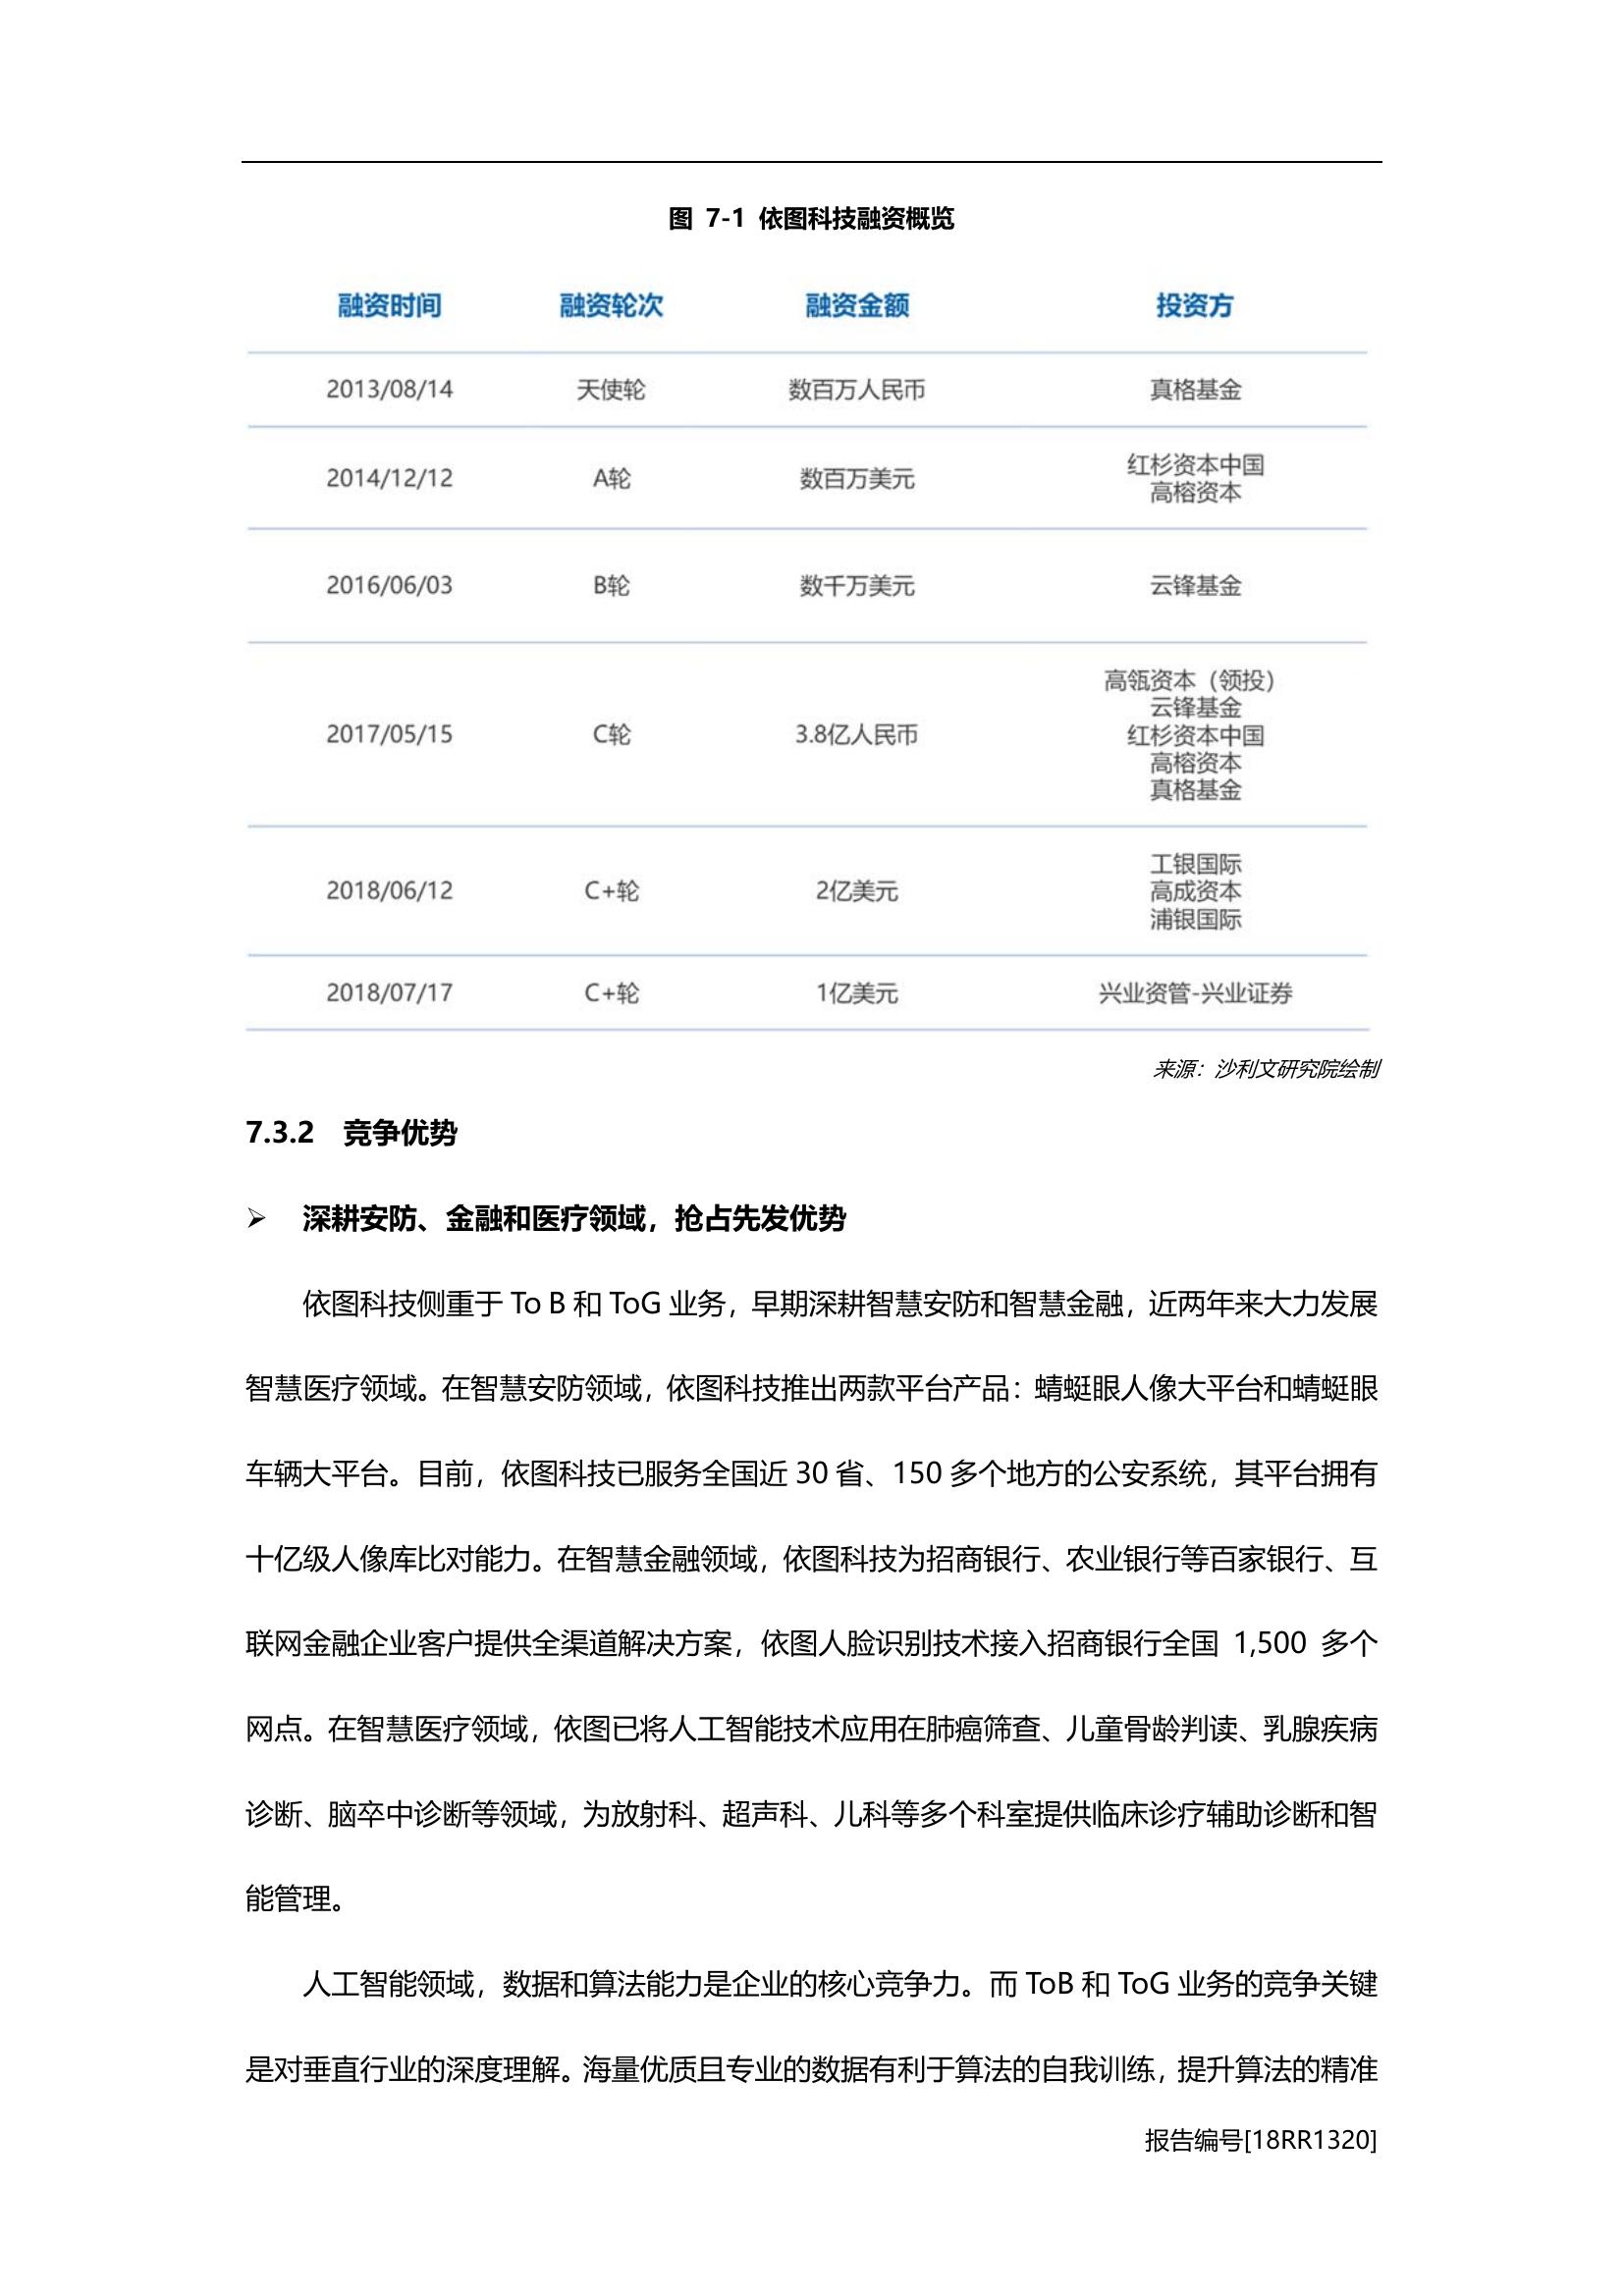 图 7-1 依图科技融资概览
融资时间 融资轮次 融资金额 投资方
2013/08/14 天使轮 数百万人民币 真格基金
2014/12/12 A轮 数百万美元 红杉资本中国
高榕资本
2016/06/03 B轮 数千万美元 云锋基金
高瓴资本（领投）
云锋基金
2017/05/15 C轮 3.8亿人民币 红杉资本中国
高榕资本
真格基金
工银国际
2018/06/12 C+轮 2亿美元 高成资本
浦银国际
2018/07/17 C+轮 1亿美元 兴业资管-兴业证券
来源：沙利文研究院绘制
7.3.2 竞争优势
➢ 深耕安防、金融和医疗领域，抢占先发优势
依图科技侧重于 To B 和 ToG 业务，早期深耕智慧安防和智慧金融，近两年来大力发展
智慧医疗领域。在智慧安防领域，依图科技推出两款平台产品：蜻蜓眼人像大平台和蜻蜓眼
车辆大平台。目前，依图科技已服务全国近 30 省、150 多个地方的公安系统，其平台拥有
十亿级人像库比对能力。在智慧金融领域，依图科技为招商银行、农业银行等百家银行、互
联网金融企业客户提供全渠道解决方案，依图人脸识别技术接入招商银行全国 1,500 多个
网点。在智慧医疗领域，依图已将人工智能技术应用在肺癌筛查、儿童骨龄判读、乳腺疾病
诊断、脑卒中诊断等领域，为放射科、超声科、儿科等多个科室提供临床诊疗辅助诊断和智
能管理。
人工智能领域，数据和算法能力是企业的核心竞争力。而 ToB 和 ToG 业务的竞争关键
是对垂直行业的深度理解。海量优质且专业的数据有利于算法的自我训练，提升算法的精准
报告编号[18RR1320]